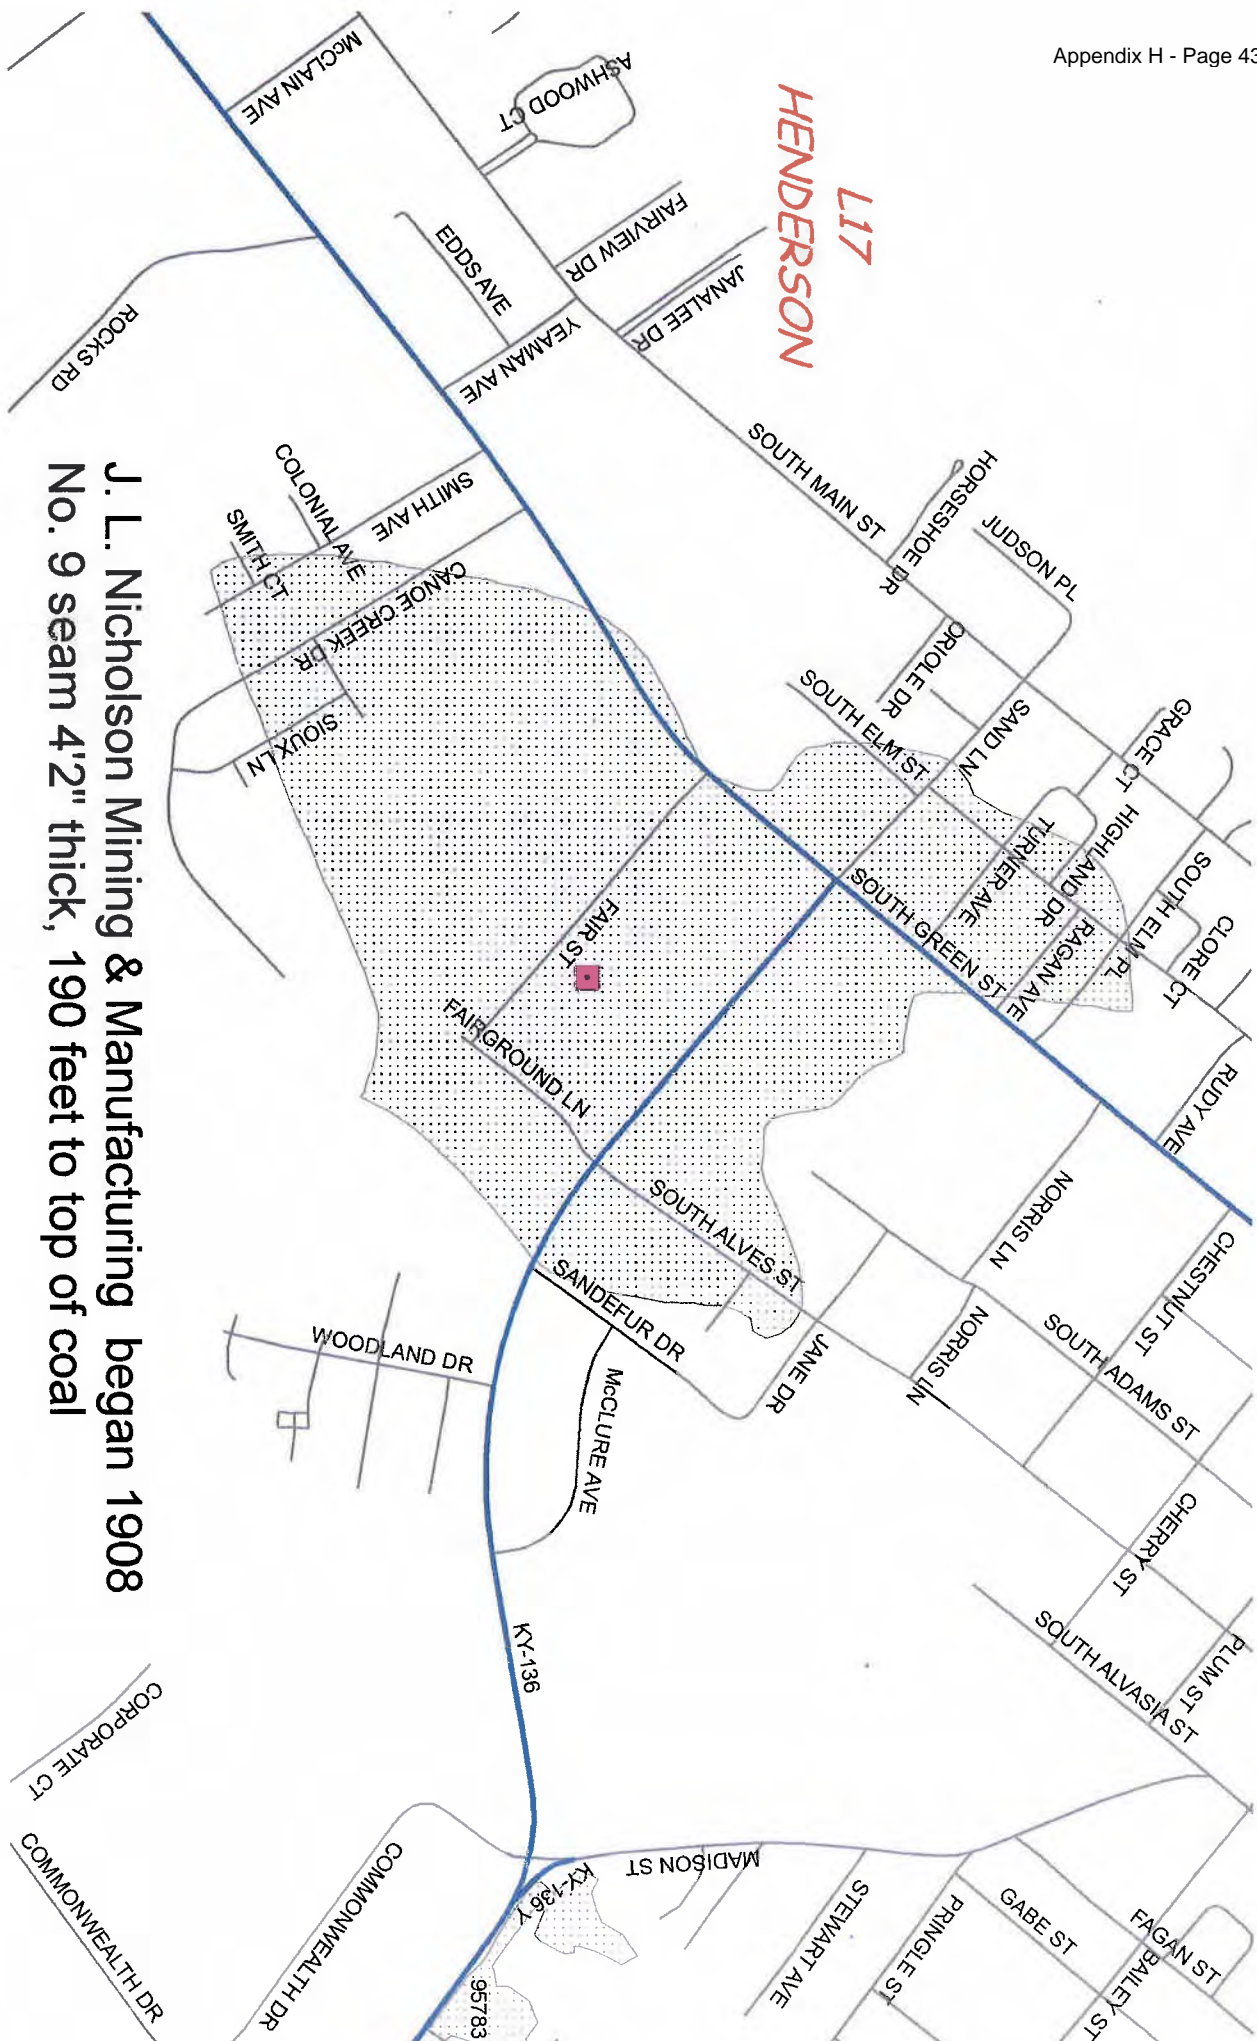 Appendix H - Page 43
L17
HENDERSON
McCLAIN AVE
ASHWOOD CT
FAIRVIEW DR
JANALEE DR
EDDS AVE
YEAMAN AVE
ROCKS RD
SOUTH MAIN ST
HORSESHOE DR
JUDSON PL
ORIOLE DR
SOUTH ELM ST
SAND LN
GRACE CT
HIGHLAND DR
TURNER AVE
SOUTH ELM PL
CLORE CT
RAGAN AVE
SOUTH GREEN ST
RUDY AVE
COLONIAL AVE
SMITH AVE
SMITH CT
CANOE CREEK DR
SIOUX LN
FAIR ST
FAIRGROUND LN
SOUTH ALVES ST
SANDEFUR DR
JANE DR
NORRIS LN
NORRIS LN
CHESTNUT ST
SOUTH ADAMS ST
CHERRY ST
WOODLAND DR
McCLURE AVE
KY-136
SOUTH ALVASIA ST
PLUM ST
CORPORATE CT
COMMONWEALTH DR
COMMONWEALTH DR
KY-136 Y
MADISON ST
STEWART AVE
PRINGLE ST
GABE ST
FAGAN ST
BAILEY ST
95783
J. L. Nicholson Mining & Manufacturing began 1908
No. 9 seam 4'2" thick, 190 feet to top of coal